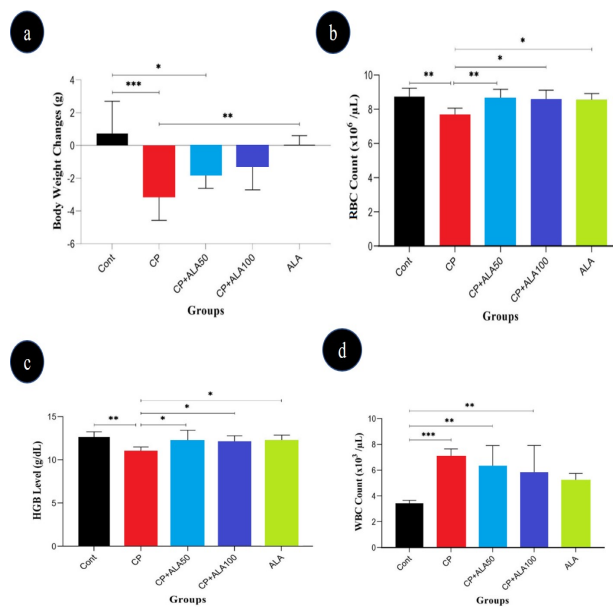 a
Body Weight Changes (g)
4
2
0
-2
-4
-6
*
***
**
Cont
CP
CP+ALA50
CP+ALA100
ALA
Groups
b
RBC Count (x10⁶ /µL)
10
8
6
4
2
0
*
*
** **
Cont
CP
CP+ALA50
CP+ALA100
ALA
Groups
c
HGB Level (g/dL)
15
10
5
0
*
*
** *
Cont
CP
CP+ALA50
CP+ALA100
ALA
Groups
d
WBC Count (x10³ /µL)
10
8
6
4
2
0
**
**
***
Cont
CP
CP+ALA50
CP+ALA100
ALA
Groups